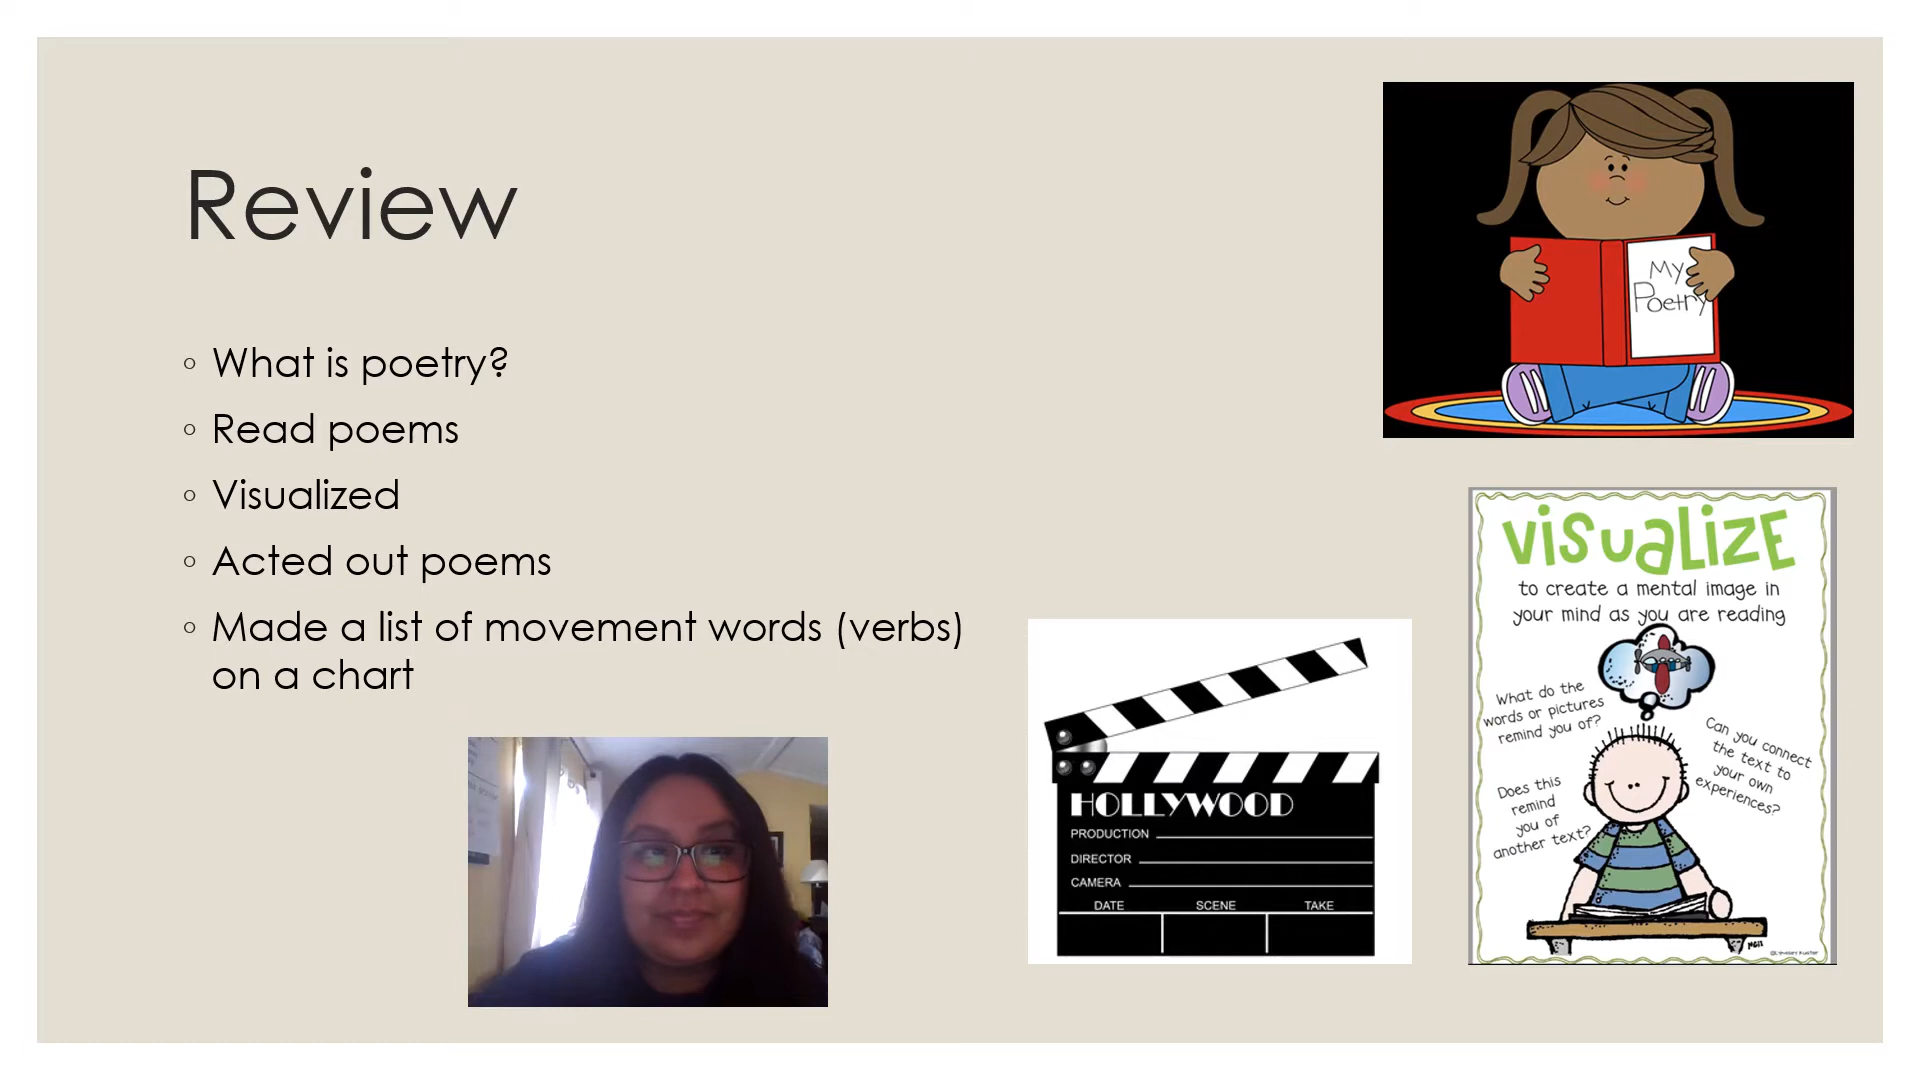 Review
What is poetry?
Read poems
Visualized
Acted out poems
Made a list of movement words (verbs)
on a chart
My
Poetry
visualize
to create a mental image in
your mind as you are reading
What do the
words or pictures
remind you of?
Can you connect
the text to
your own
experiences?
Does this
remind
you of
another text?
HOLLYWOOD
PRODUCTION
DIRECTOR
CAMERA
DATE SCENE TAKE